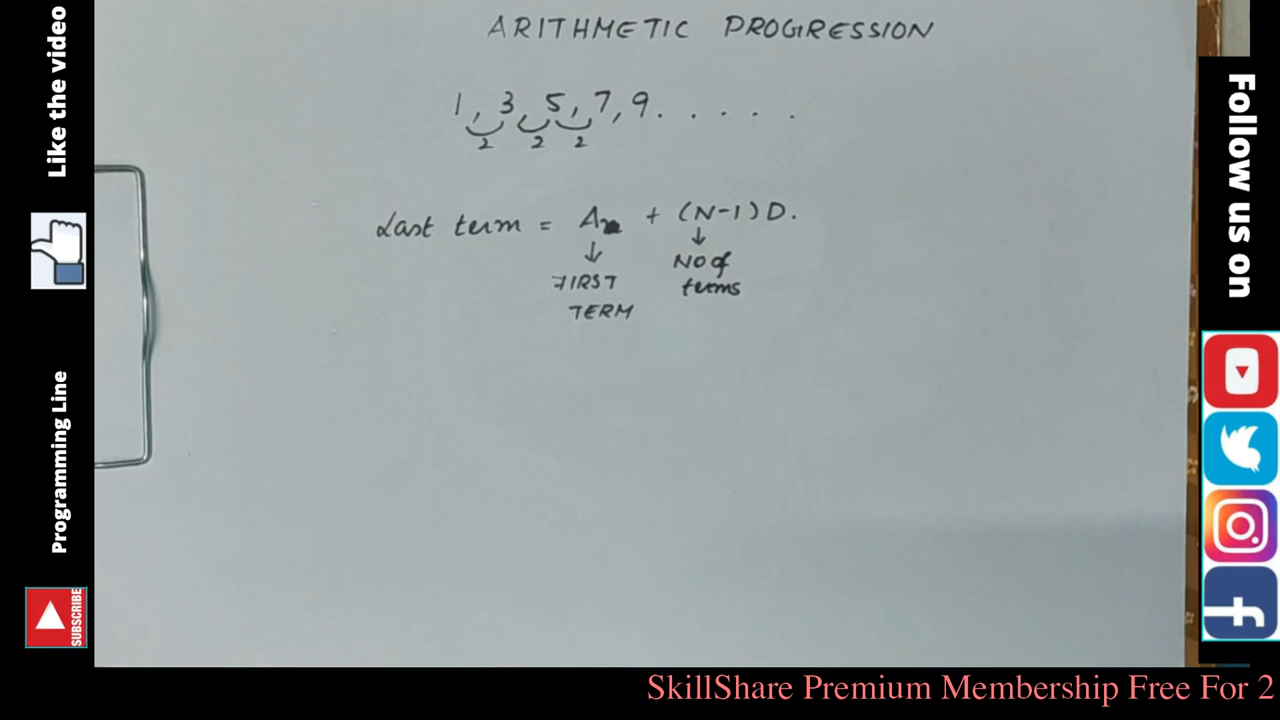 ARITHMETIC PROGRESSION
1, 3, 5, 7, 9. . . . . .
2 2 2
Last term = A + (N-1) D.
FIRST
TERM
No of
terms
Like the video
Programming Line
SUBSCRIBE
Follow us on
SkillShare Premium Membership Free For 2